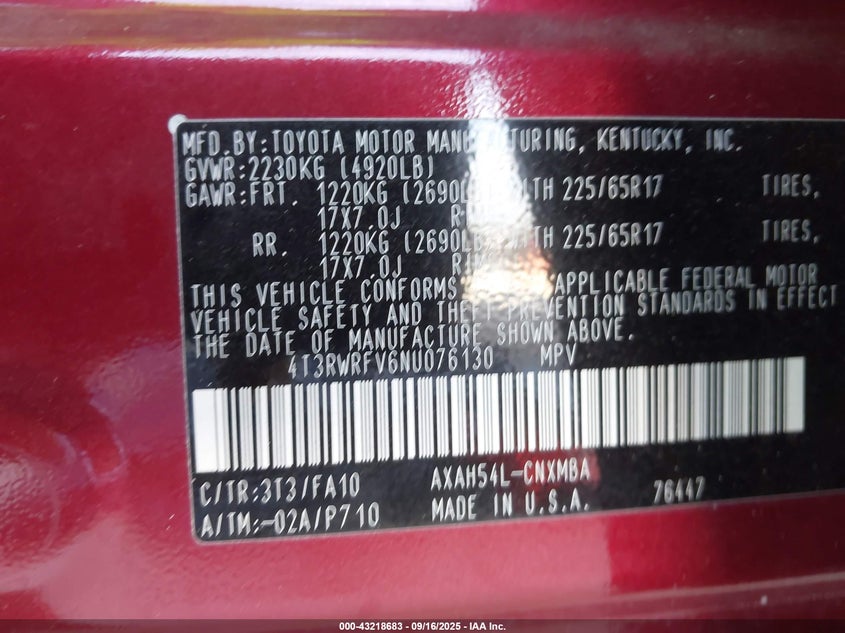 MFD.BY:TOYOTA MOTOR MANUFACTURING, KENTUCKY, INC.
GVWR:2230KG (4920LB)
GAWR:FRT. 1220KG (2690LB) WITH 225/65R17 TIRES,
17X7.0J RIMS
RR. 1220KG (2690LB) WITH 225/65R17 TIRES,
17X7.0J RIMS
THIS VEHICLE CONFORMS APPLICABLE FEDERAL MOTOR
VEHICLE SAFETY AND THEFT PREVENTION STANDARDS IN EFFECT
THE DATE OF MANUFACTURE SHOWN ABOVE.
4T3RWRFV6NU076130 MPV
C/TR:3T3/FA10 AXAH54L-CNXMBA 76447
A/TM:-02A/P710 MADE IN U.S.A.
000-43218683 - 09/16/2025 - IAA Inc.